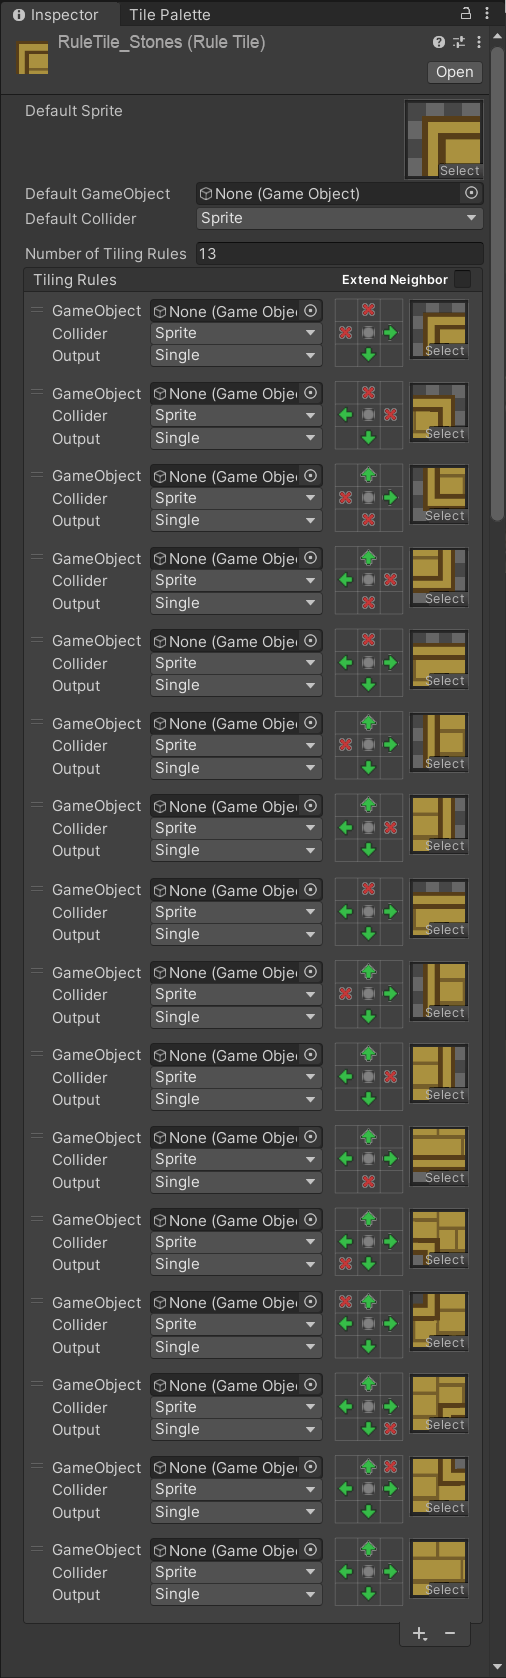 Inspector Tile Palette
RuleTile_Stones (Rule Tile)
Open
Default Sprite
Select
Default GameObject None (Game Object)
Default Collider Sprite
Number of Tiling Rules 13
Tiling Rules Extend Neighbor
GameObject None (Game Obje
Collider Sprite
Output Single Select
GameObject None (Game Obje
Collider Sprite
Output Single Select
GameObject None (Game Obje
Collider Sprite
Output Single Select
GameObject None (Game Obje
Collider Sprite
Output Single Select
GameObject None (Game Obje
Collider Sprite
Output Single Select
GameObject None (Game Obje
Collider Sprite
Output Single Select
GameObject None (Game Obje
Collider Sprite
Output Single Select
GameObject None (Game Obje
Collider Sprite
Output Single Select
GameObject None (Game Obje
Collider Sprite
Output Single Select
GameObject None (Game Obje
Collider Sprite
Output Single Select
GameObject None (Game Obje
Collider Sprite
Output Single Select
GameObject None (Game Obje
Collider Sprite
Output Single Select
GameObject None (Game Obje
Collider Sprite
Output Single Select
GameObject None (Game Obje
Collider Sprite
Output Single Select
GameObject None (Game Obje
Collider Sprite
Output Single Select
GameObject None (Game Obje
Collider Sprite
Output Single Select